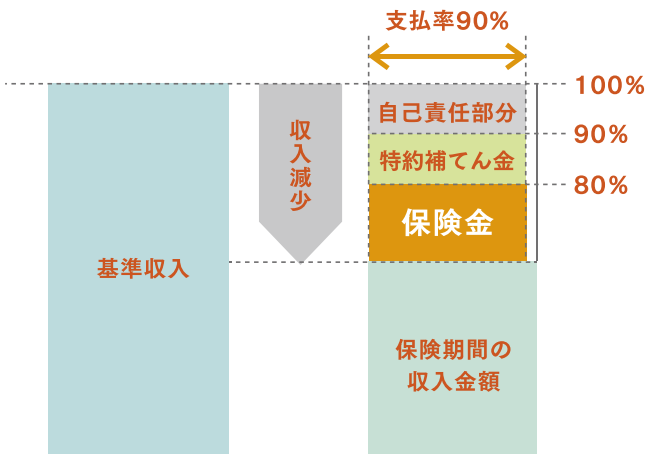 支払率90%
100%
自己責任部分
90%
特約補てん金
80%
保険金
収入減少
基準収入
保険期間の
収入金額